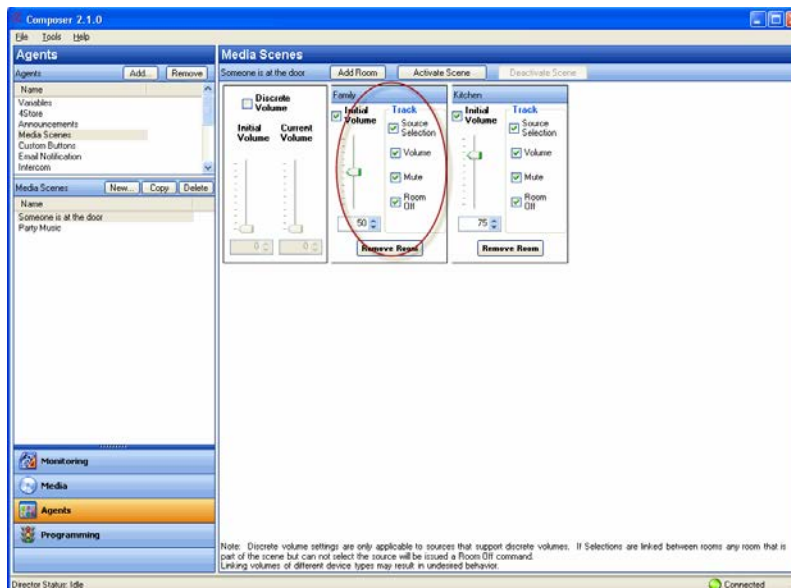 Composer 2.1.0
File Tools Help
Agents
Agents Add... Remove
Name
Variables
4Store
Announcements
Media Scenes
Custom Buttons
Email Notification
Intercom
Media Scenes New... Copy Delete
Name
Someone is at the door
Party Music
Monitoring
Media
Agents
Programming
Media Scenes
Someone is at the door Add Room Activate Scene Deactivate Scene
Discrete Volume
Initial Volume Current Volume
0 0
Family
Initial Volume
Track
Source Selection
Volume
Mute
Room Off
50
Remove Room
Kitchen
Initial Volume
Track
Source Selection
Volume
Mute
Room Off
75
Remove Room
Note: Discrete volume settings are only applicable to sources that support discrete volumes. If Selections are linked between rooms any room that is
part of the scene but can not select the source will be issued a Room Off command.
Linking volumes of different device types may result in undesired behavior.
Director Status: Idle Connected